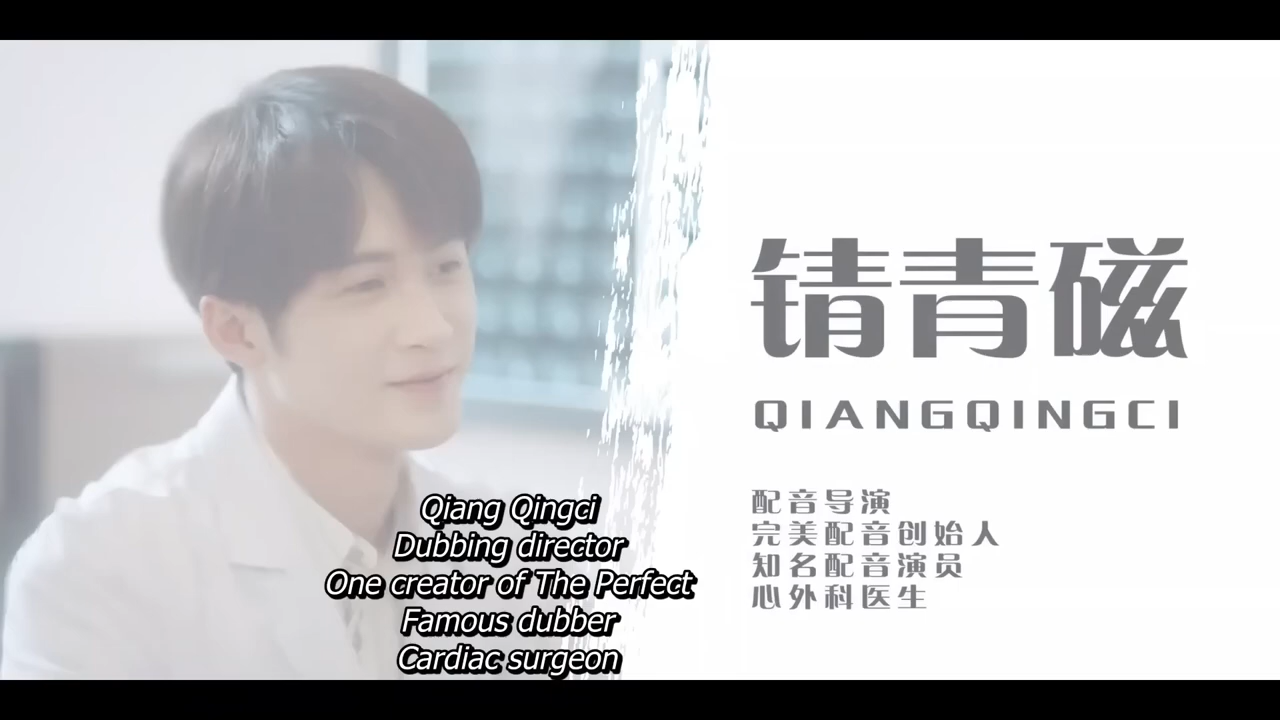 锖青磁
QIANGQINGCI
配音导演
完美配音创始人
知名配音演员
心外科医生
Qiang Qingci
Dubbing director
One creator of The Perfect
Famous dubber
Cardiac surgeon